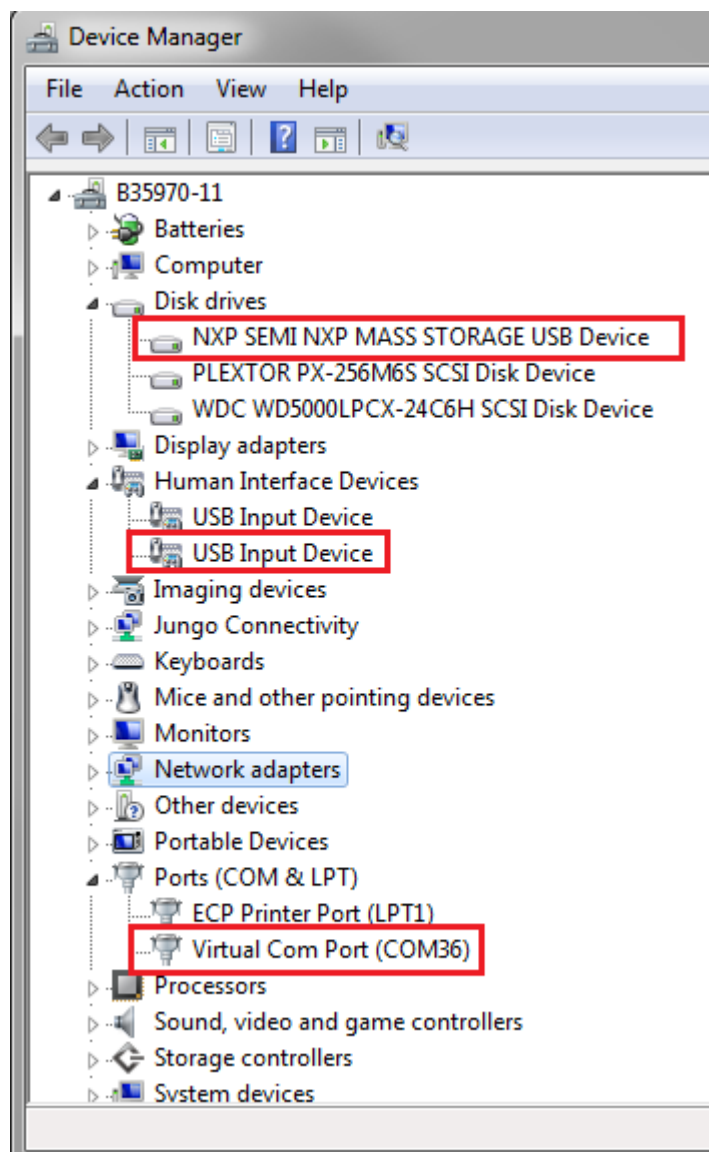 Device Manager
File Action View Help
B35970-11
Batteries
Computer
Disk drives
NXP SEMI NXP MASS STORAGE USB Device
PLEXTOR PX-256M6S SCSI Disk Device
WDC WD5000LPCX-24C6H SCSI Disk Device
Display adapters
Human Interface Devices
USB Input Device
USB Input Device
Imaging devices
Jungo Connectivity
Keyboards
Mice and other pointing devices
Monitors
Network adapters
Other devices
Portable Devices
Ports (COM & LPT)
ECP Printer Port (LPT1)
Virtual Com Port (COM36)
Processors
Sound, video and game controllers
Storage controllers
System devices